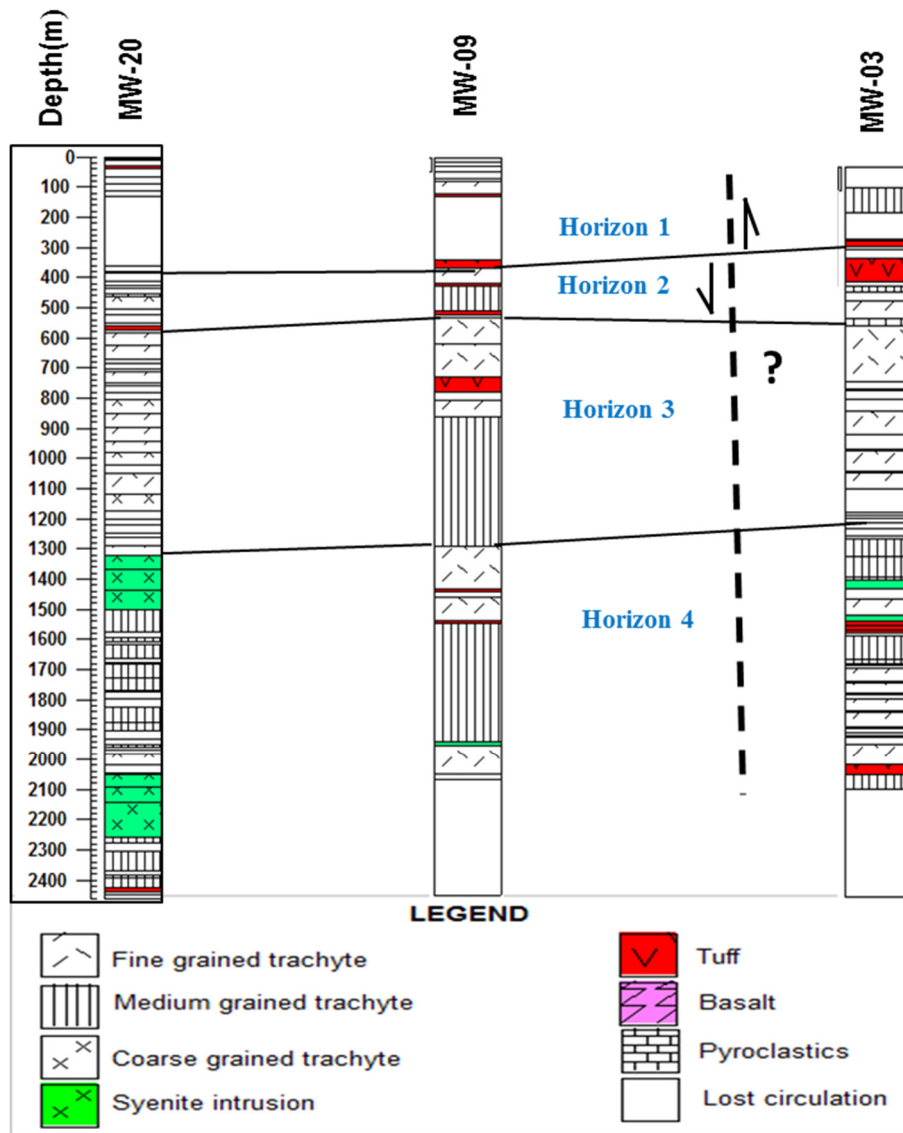 Depth(m)
MW-20
MW-09
MW-03
0
100
200
300
400
500
600
700
800
900
1000
1100
1200
1300
1400
1500
1600
1700
1800
1900
2000
2100
2200
2300
2400
Horizon 1
Horizon 2
?
Horizon 3
Horizon 4
LEGEND
Fine grained trachyte
Medium grained trachyte
Coarse grained trachyte
Syenite intrusion
Tuff
Basalt
Pyroclastics
Lost circulation